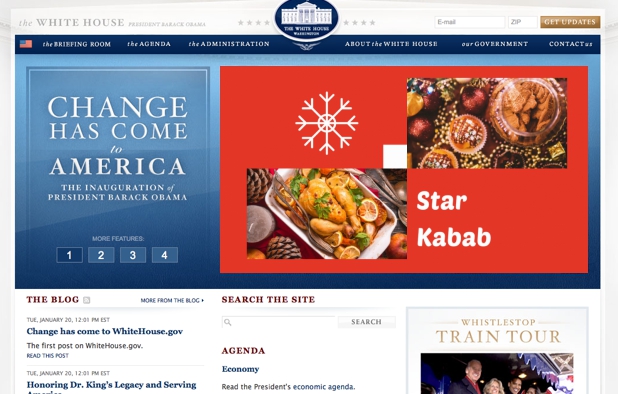 the WHITE HOUSE PRESIDENT BARACK OBAMA
THE WHITE HOUSE
WASHINGTON
E-mail
ZIP
GET UPDATES
the BRIEFING ROOM
the AGENDA
the ADMINISTRATION
ABOUT the WHITE HOUSE
our GOVERNMENT
CONTACT us
CHANGE
HAS COME
to
AMERICA
THE INAUGURATION of
PRESIDENT BARACK OBAMA
MORE FEATURES:
1 2 3 4
Star
Kabab
THE BLOG
MORE FROM THE BLOG
TUE, JANUARY 20, 12:01 PM EST
Change has come to WhiteHouse.gov
The first post on WhiteHouse.gov.
READ THIS POST
TUE, JANUARY 20, 12:01 PM EST
Honoring Dr. King's Legacy and Serving
SEARCH THE SITE
SEARCH
AGENDA
Economy
Read the President's economic agenda.
WHISTLESTOP
TRAIN TOUR